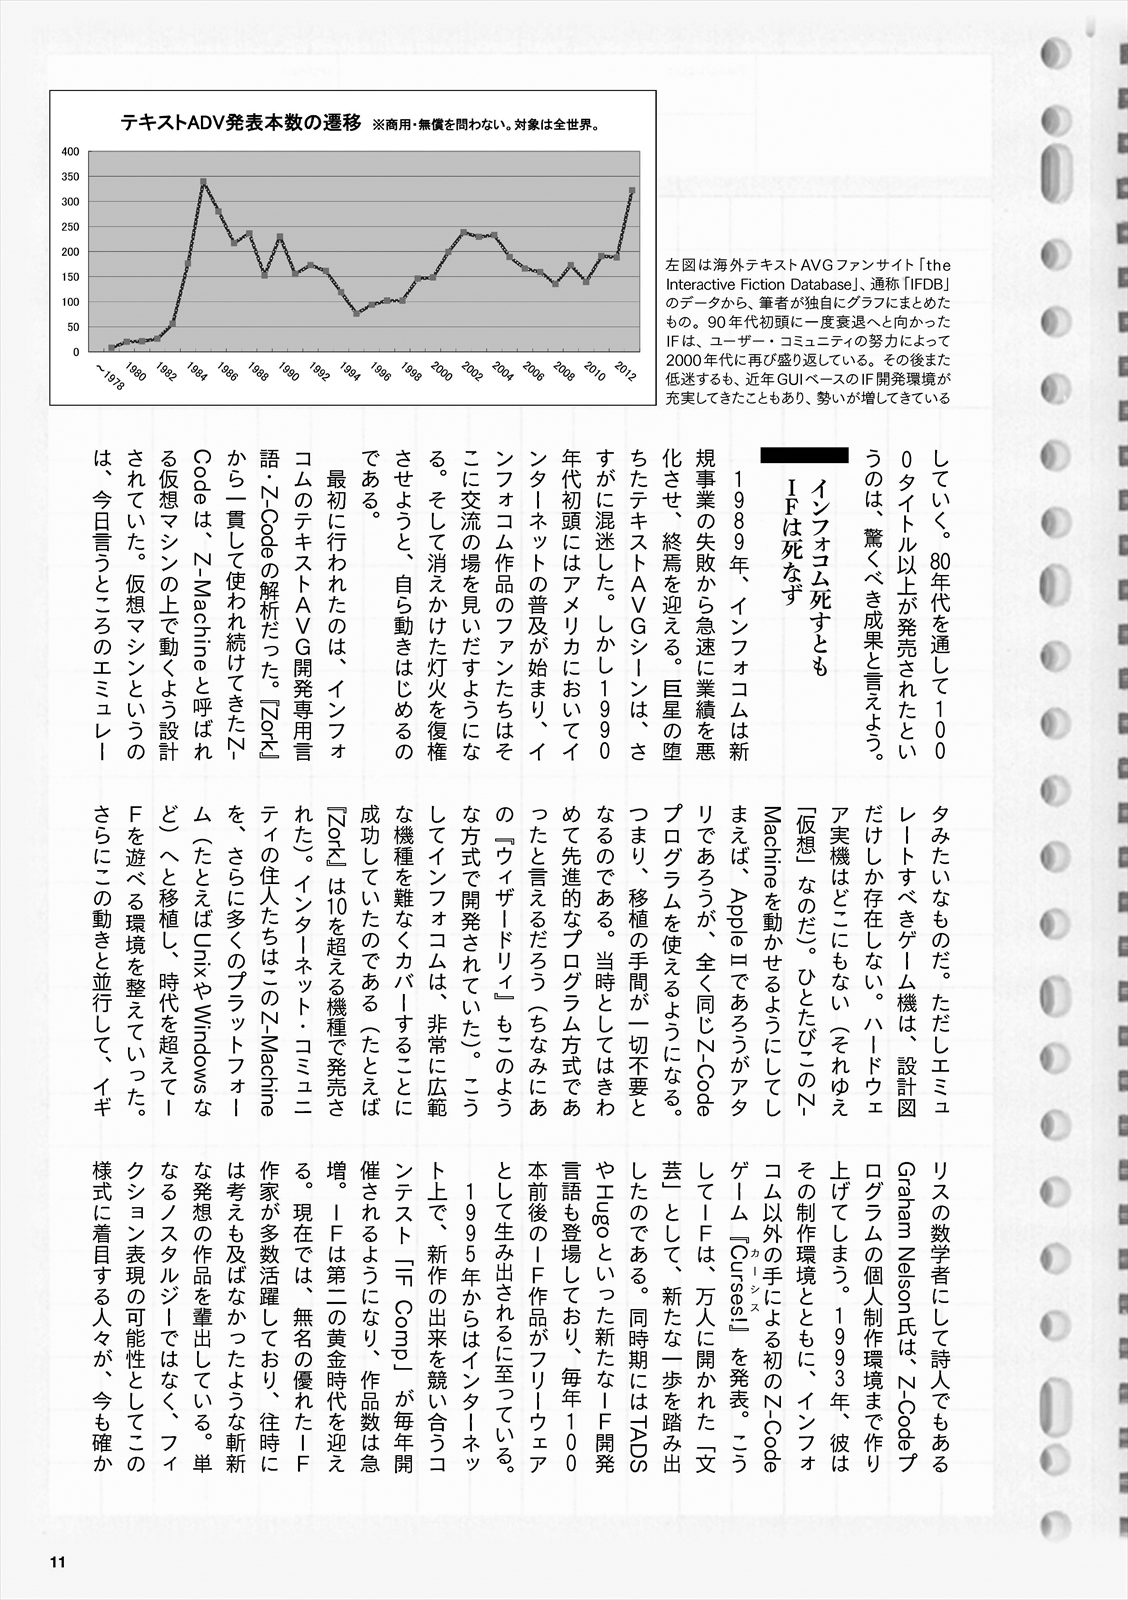 テキストADV発表本数の遷移 ※商用・無償を問わない。対象は全世界。
400
350
300
250
200
150
100
50
0
～1978
1980
1982
1984
1986
1988
1990
1992
1994
1996
1998
2000
2002
2004
2006
2008
2010
2012
左図は海外テキストAVGファンサイト「the
Interactive Fiction Database」、通称「IFDB」
のデータから、筆者が独自にグラフにまとめた
もの。90年代初頭に一度衰退へと向かった
IFは、ユーザー・コミュニティの努力によって
2000年代に再び盛り返している。その後また
低迷するも、近年GUIベースのIF開発環境が
充実してきたこともあり、勢いが増してきている
していく。80年代を通して100
0タイトル以上が発売されたとい
うのは、驚くべき成果と言えよう。
インフォコム死すとも
IFは死なず
1989年、インフォコムは新
規事業の失敗から急速に業績を悪
化させ、終焉を迎える。巨星の堕
ちたテキストAVGシーンは、さ
すがに混迷した。しかし1990
年代初頭にはアメリカにおいてイ
ンターネットの普及が始まり、イ
ンフォコム作品のファンたちはそ
こに交流の場を見いだすようにな
る。そして消えかけた灯火を復権
させようと、自ら動きはじめるの
である。
最初に行われたのは、インフォ
コムのテキストAVG開発専用言
語・Z-Codeの解析だった。『Zork』
から一貫して使われ続けてきたZ-
Codeは、Z-Machineと呼ばれ
る仮想マシンの上で動くよう設計
されていた。仮想マシンというの
は、今日言うところのエミュレー
タみたいなものだ。ただしエミュ
レートすべきゲーム機は、設計図
だけしか存在しない。ハードウェ
ア実機はどこにもない（それゆえ
「仮想」なのだ）。ひとたびこのZ-
Machineを動かせるようにしてし
まえば、Apple IIであろうがアタ
リであろうが、全く同じZ-Code
プログラムを使えるようになる。
つまり、移植の手間が一切不要と
なるのである。当時としてはきわ
めて先進的なプログラム方式であ
ったと言えるだろう（ちなみにあ
の『ウィザードリィ』もこのよう
な方式で開発されていた）。こう
してインフォコムは、非常に広範
な機種を難なくカバーすることに
成功していたのである（たとえば
『Zork』は10を超える機種で発売さ
れた）。インターネット・コミュニ
ティの住人たちはこのZ-Machine
を、さらに多くのプラットフォー
ム（たとえばUnixやWindowsな
ど）へと移植し、時代を超えてI
Fを遊べる環境を整えていった。
さらにこの動きと並行して、イギ
リスの数学者にして詩人でもある
Graham Nelson氏は、Z-Codeプ
ログラムの個人制作環境まで作り
上げてしまう。1993年、彼は
その制作環境とともに、インフォ
コム以外の手による初のZ-Code
ゲーム『Curses!』を発表。こう
カーシス
してIFは、万人に開かれた「文
芸」として、新たな一歩を踏み出
したのである。同時期にはTADS
やHugoといった新たなIF開発
言語も登場しており、毎年100
本前後のIF作品がフリーウェア
として生み出されるに至っている。
1995年からはインターネッ
ト上で、新作の出来を競い合うコ
ンテスト「IF Comp」が毎年開
催されるようになり、作品数は急
増。IFは第二の黄金時代を迎え
る。現在では、無名の優れたIF
作家が多数活躍しており、往時に
は考えも及ばなかったような斬新
な発想の作品を輩出している。単
なるノスタルジーではなく、フィ
クション表現の可能性としてこの
様式に着目する人々が、今も確か
11